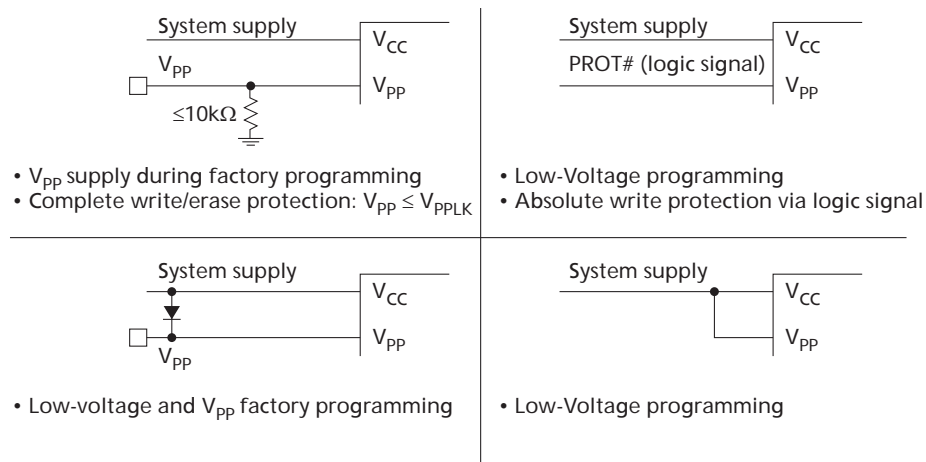 System supply
V_CC
V_PP
V_PP
≤10kΩ
• V_PP supply during factory programming
• Complete write/erase protection: V_PP ≤ V_PPLK
System supply
V_CC
PROT# (logic signal)
V_PP
• Low-Voltage programming
• Absolute write protection via logic signal
System supply
V_CC
V_PP
V_PP
• Low-voltage and V_PP factory programming
System supply
V_CC
V_PP
• Low-Voltage programming